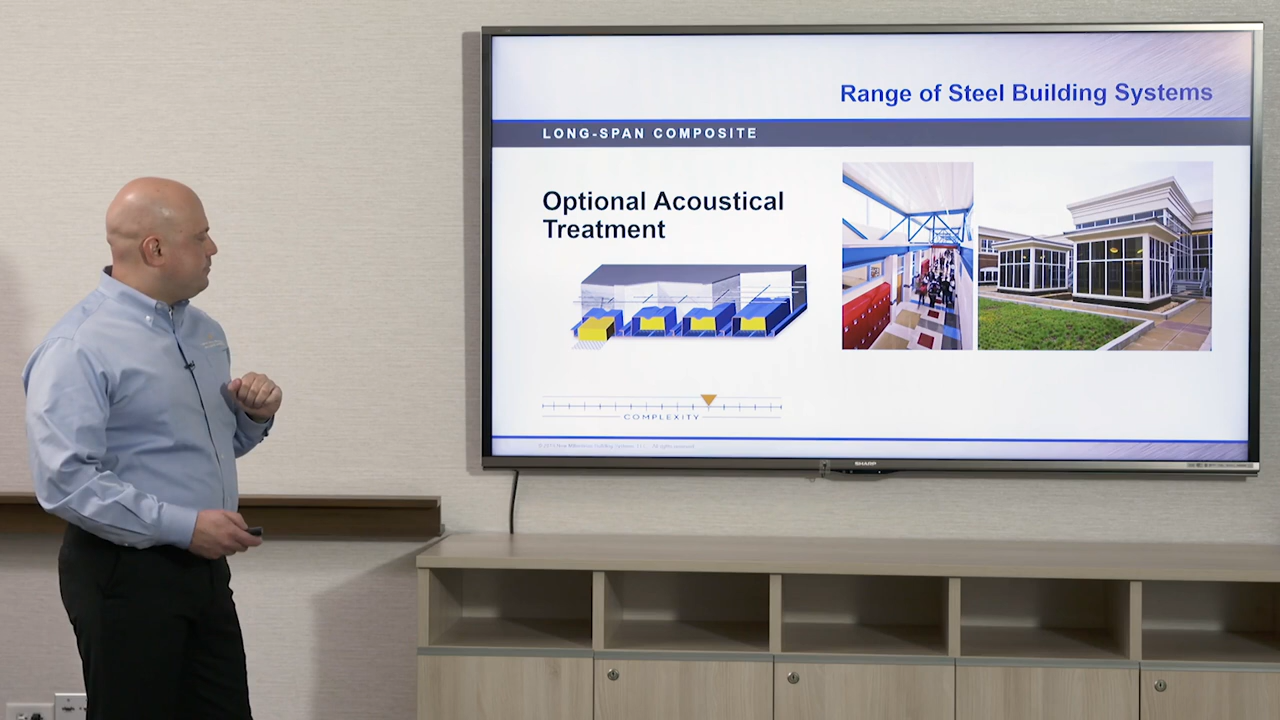 Range of Steel Building Systems
LONG-SPAN COMPOSITE
Optional Acoustical
Treatment
COMPLEXITY
SHARP